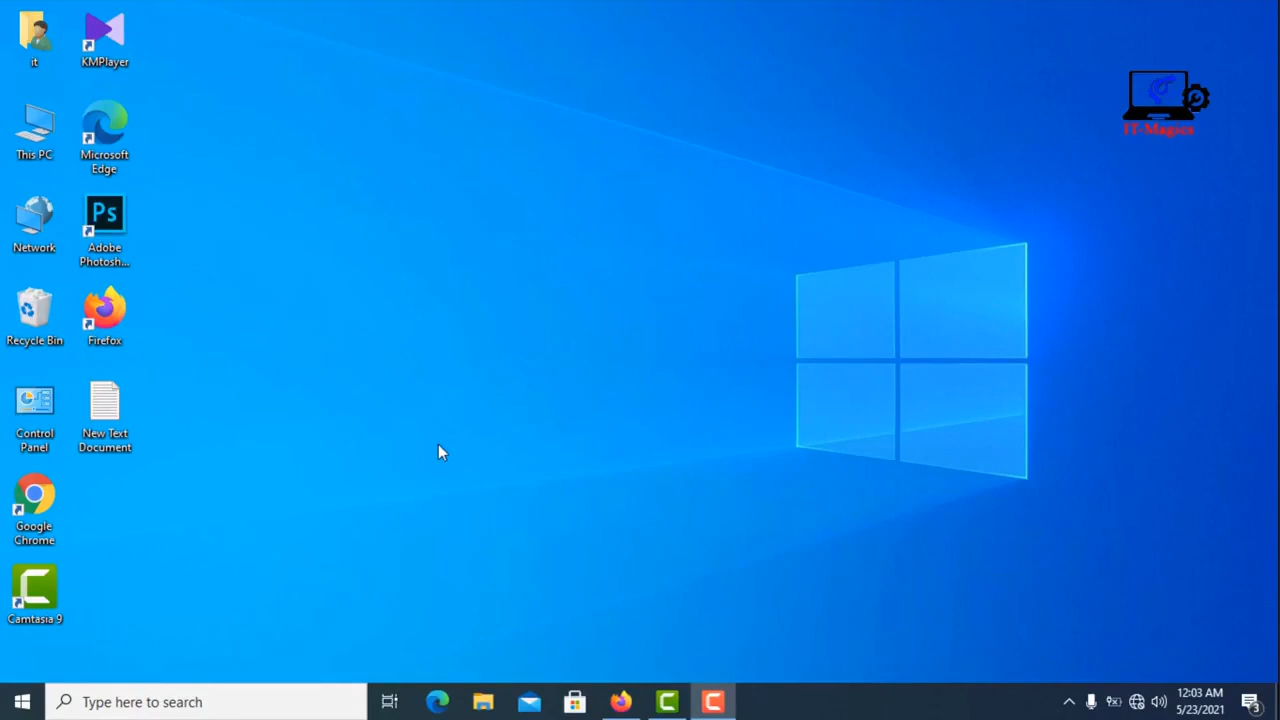 it
KMPlayer
This PC
Microsoft
Edge
Network
Adobe
Photosh...
Recycle Bin
Firefox
Control
Panel
New Text
Document
Google
Chrome
Camtasia 9
IT-Magics
Type here to search
12:03 AM
5/23/2021
3